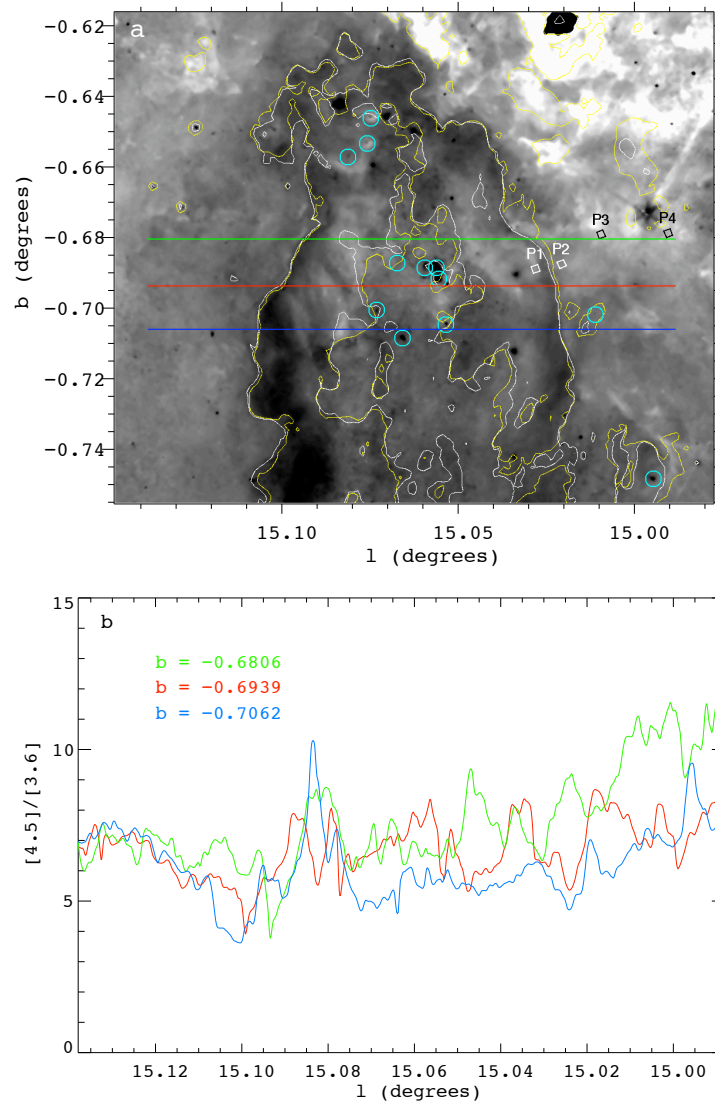 a
-0.62
-0.64
-0.66
-0.68
-0.70
-0.72
-0.74
b (degrees)
P3
P4
P1
P2
15.10
15.05
15.00
l (degrees)
b
15
10
5
0
[4.5]/[3.6]
b = -0.6806
b = -0.6939
b = -0.7062
15.12
15.10
15.08
15.06
15.04
15.02
15.00
l (degrees)